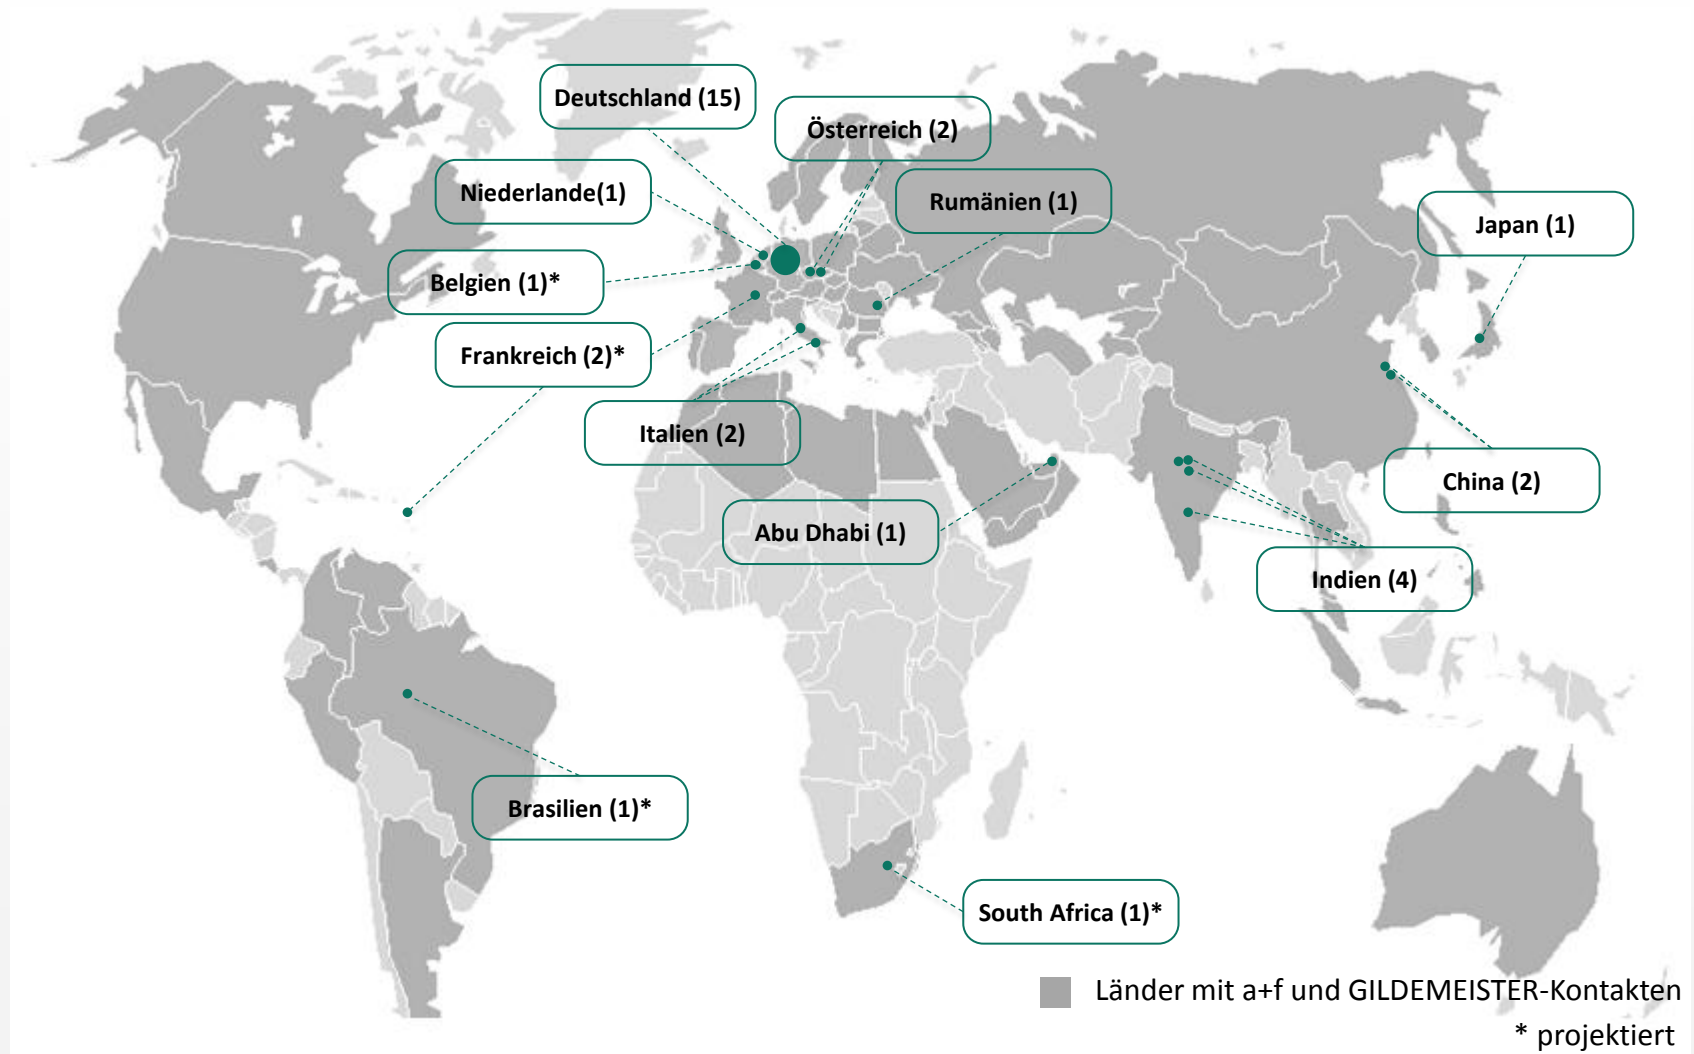 Deutschland (15)
Österreich (2)
Niederlande(1)
Rumänien (1)
Japan (1)
Belgien (1)*
Frankreich (2)*
Italien (2)
China (2)
Abu Dhabi (1)
Indien (4)
Brasilien (1)*
South Africa (1)*
Länder mit a+f und GILDEMEISTER-Kontakten
* projektiert